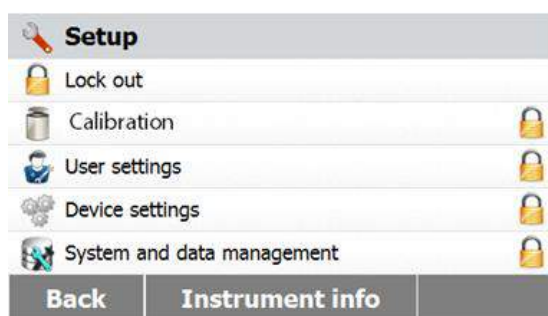 Setup
Lock out
Calibration
User settings
Device settings
System and data management
Back Instrument info